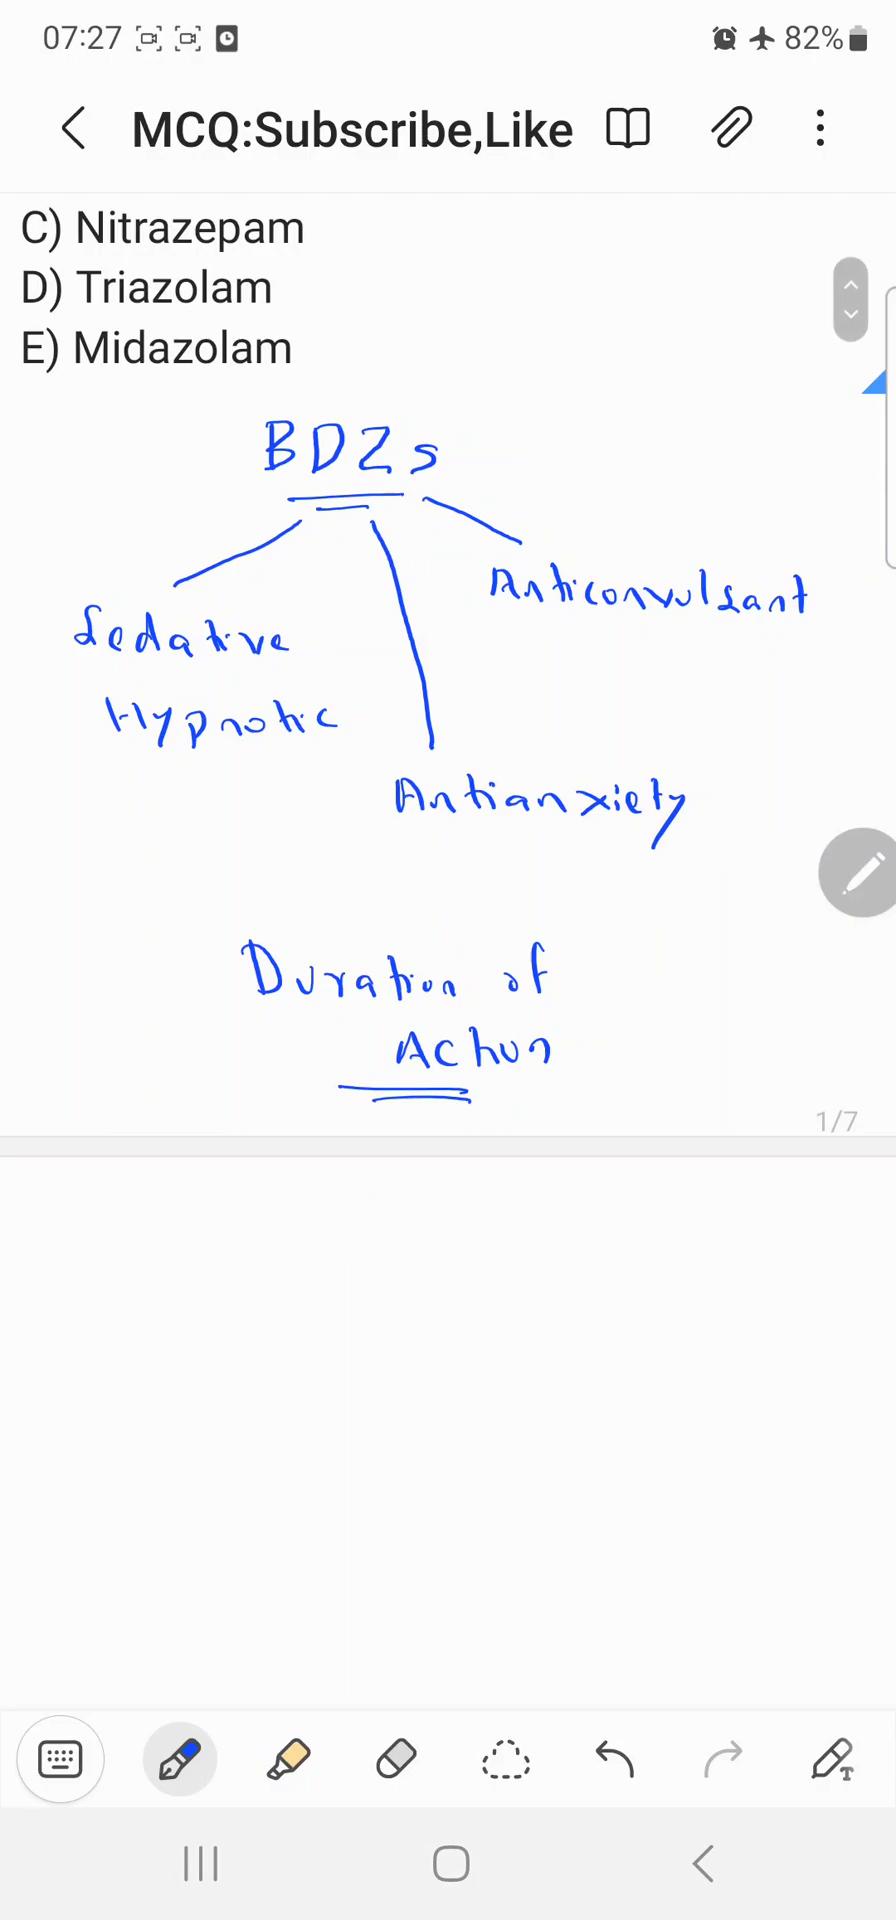 07:27
82%
MCQ:Subscribe,Like
C) Nitrazepam
D) Triazolam
E) Midazolam
BDZs
Anticonvulsant
Sedative
Hypnotic
Antianxiety
Duration of
Action
1/7